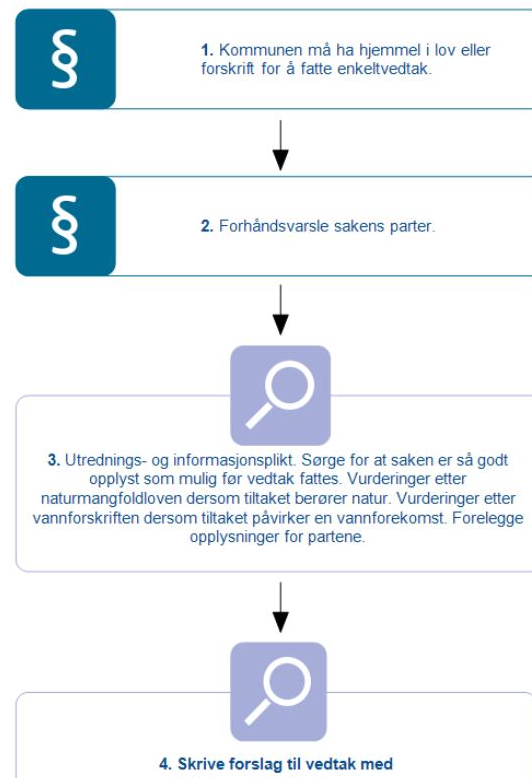 §
1. Kommunen må ha hjemmel i lov eller
forskrift for å fatte enkeltvedtak.
§
2. Forhåndsvarsle sakens parter.
3. Utrednings- og informasjonsplikt. Sørge for at saken er så godt
opplyst som mulig før vedtak fattes. Vurderinger etter
naturmangfoldloven dersom tiltaket berører natur. Vurderinger etter
vannforskriften dersom tiltaket påvirker en vannforekomst. Forelegge
opplysninger for partene.
4. Skrive forslag til vedtak med